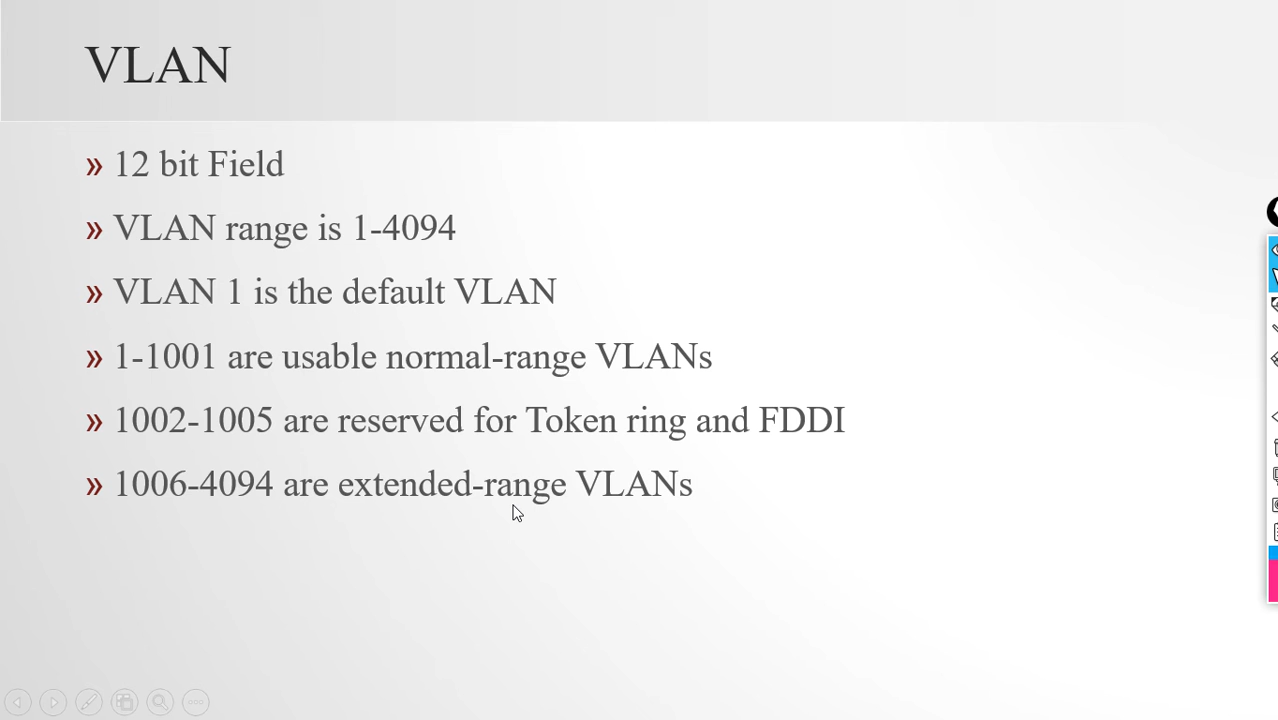 VLAN
» 12 bit Field
» VLAN range is 1-4094
» VLAN 1 is the default VLAN
» 1-1001 are usable normal-range VLANs
» 1002-1005 are reserved for Token ring and FDDI
» 1006-4094 are extended-range VLANs